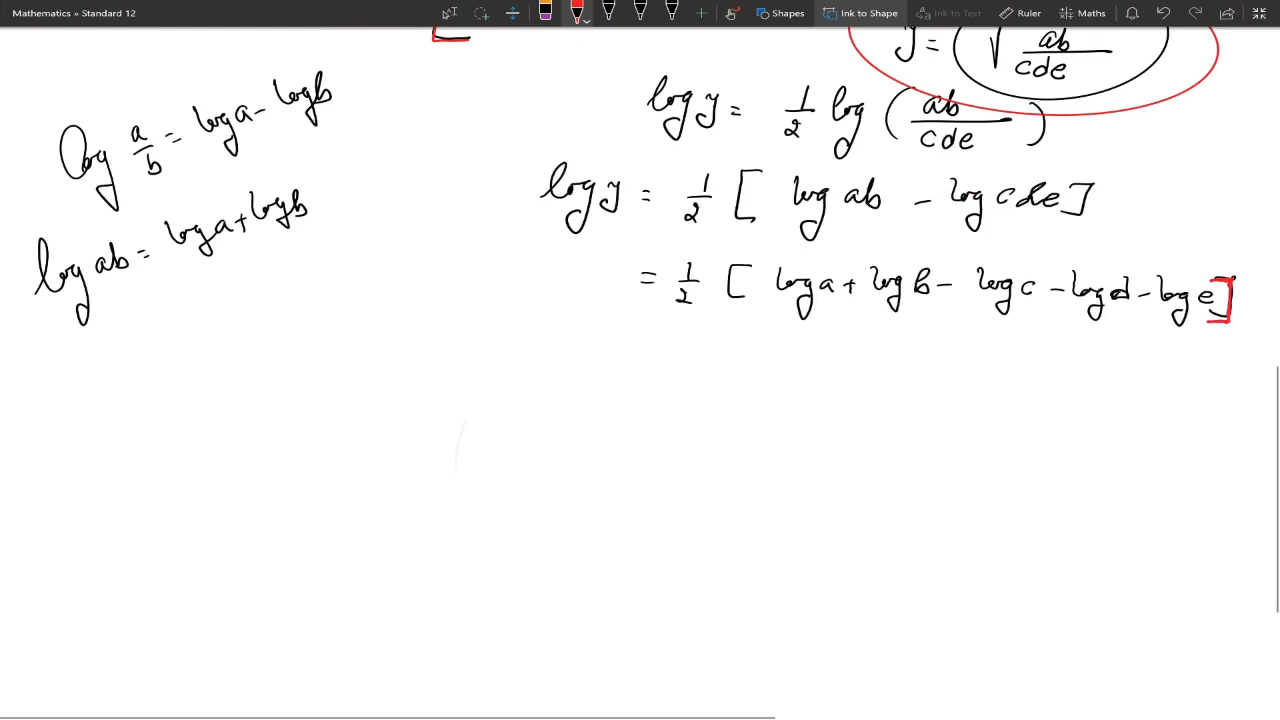 Mathematics » Standard 12
Shapes
Ink to Shape
Ink to Text
Ruler
Maths
y = √ab/cde
log y = 1/2 log (ab/cde)
log a/b = log a - log b
log y = 1/2 [ log ab - log cde ]
log ab = log a + log b
= 1/2 [ log a + log b - log c - log d - log e ]